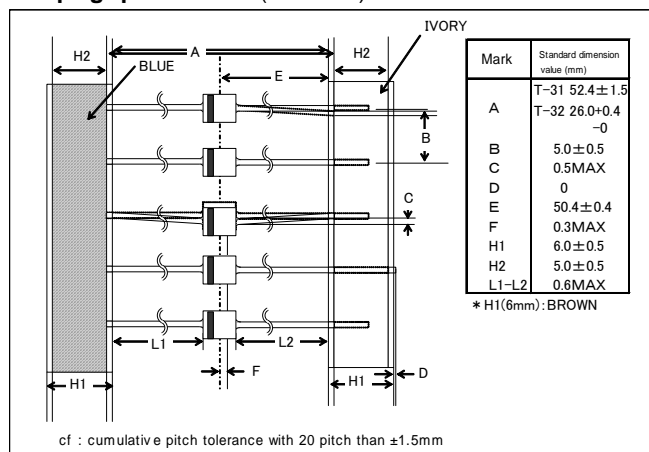 H2
A
H2
IVORY
BLUE
E
B
C
L1
L2
F
D
H1
H1
Mark Standard dimension value (mm)
A T-31 52.4±1.5
T-32 26.0+0.4
-0
B 5.0±0.5
C 0.5MAX
D 0
E 50.4±0.4
F 0.3MAX
H1 6.0±0.5
H2 5.0±0.5
L1-L2 0.6MAX
*H1(6mm):BROWN
cf : cumulative pitch tolerance with 20 pitch than ±1.5mm